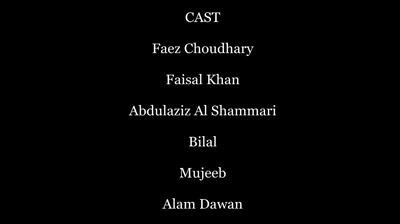 CAST
Faez Choudhary
Faisal Khan
Abdulaziz Al Shammari
Bilal
Mujeeb
Alam Dawan